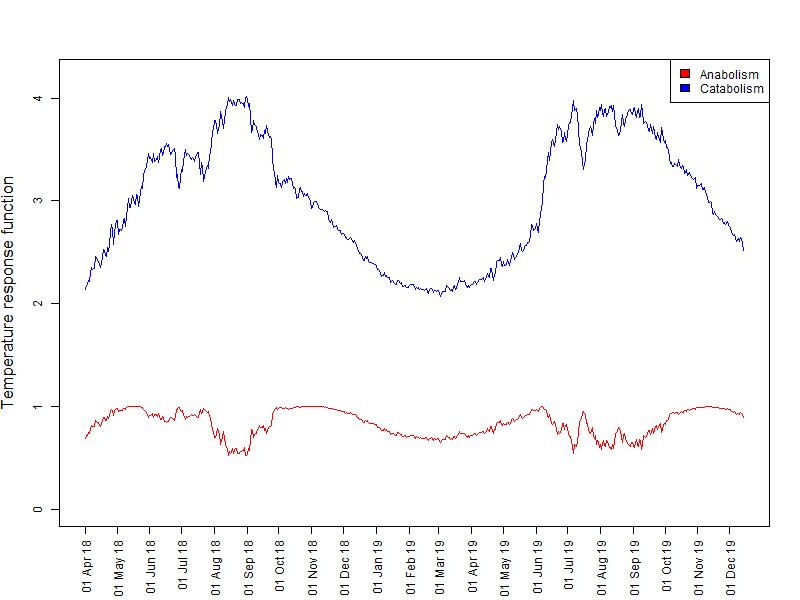 Anabolism
Catabolism
Temperature response function
4
3
2
1
0
01 Apr 18
01 May 18
01 Jun 18
01 Jul 18
01 Aug 18
01 Sep 18
01 Oct 18
01 Nov 18
01 Dec 18
01 Jan 19
01 Feb 19
01 Mar 19
01 Apr 19
01 May 19
01 Jun 19
01 Jul 19
01 Aug 19
01 Sep 19
01 Oct 19
01 Nov 19
01 Dec 19